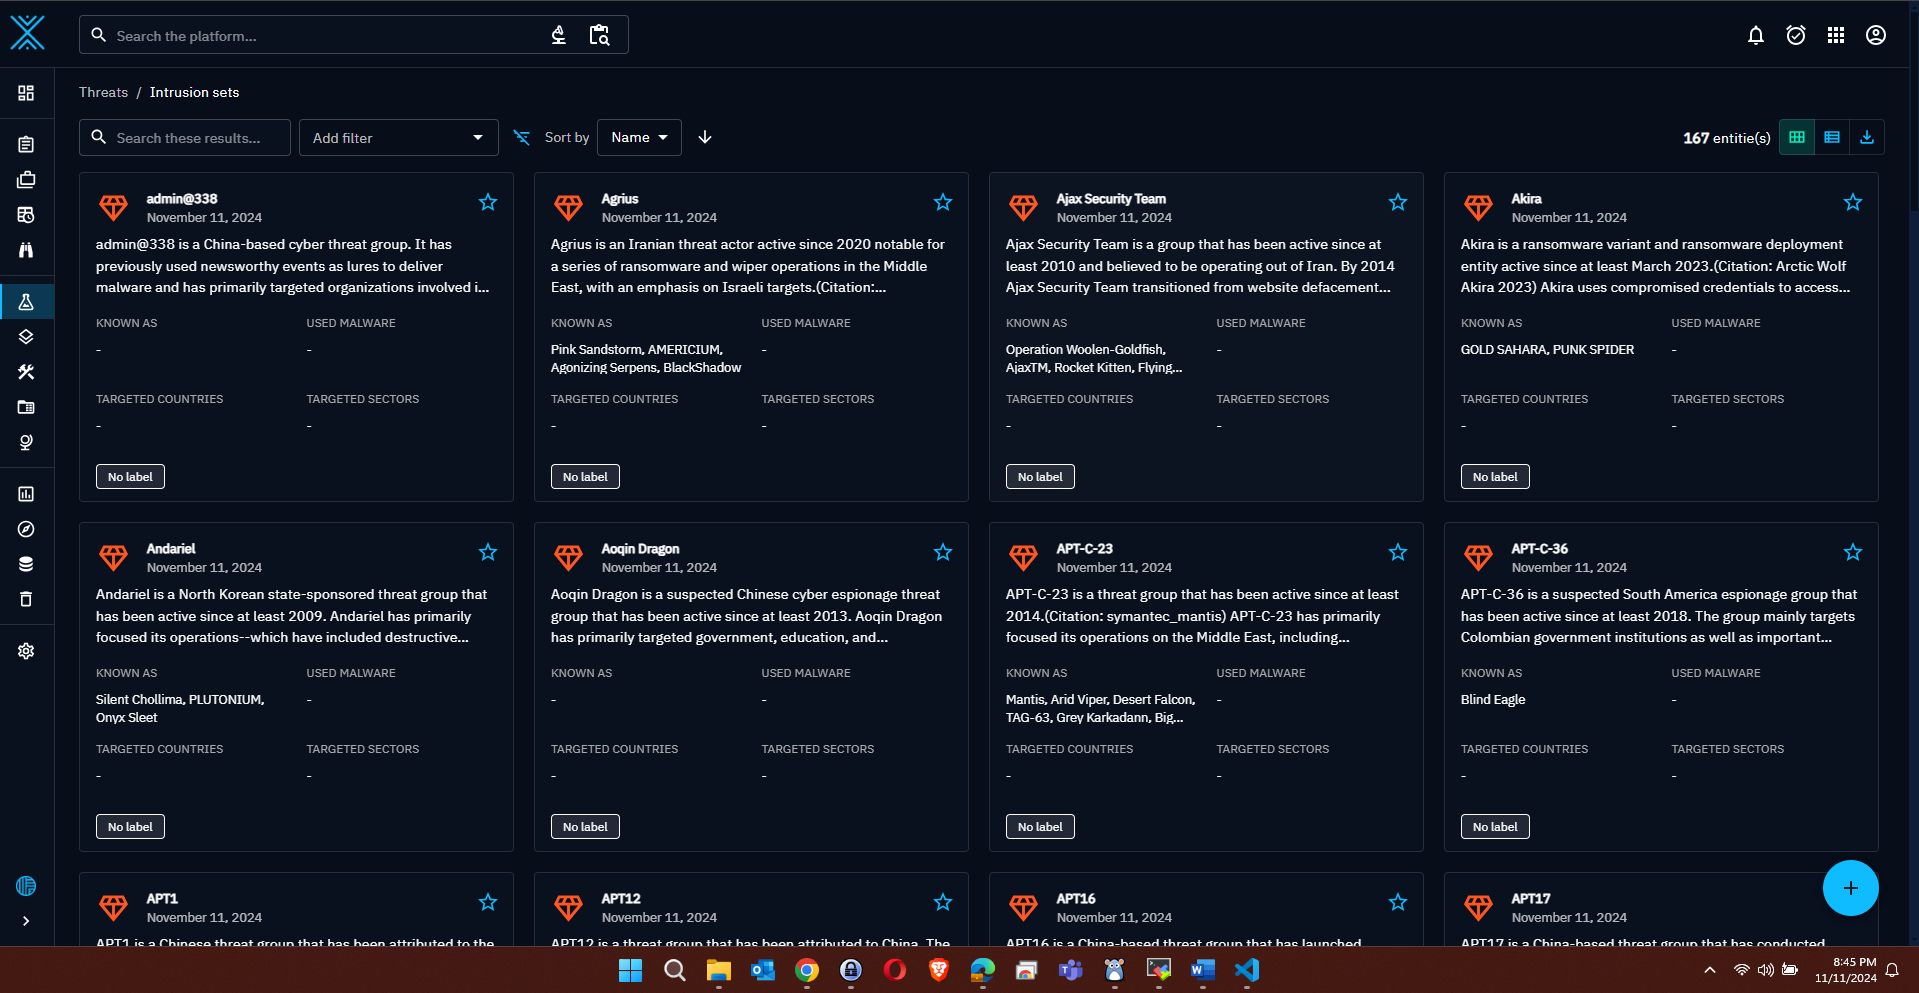 Search the platform...
Threats / Intrusion sets
Search these results...
Add filter
Sort by
Name
167 entitie(s)
admin@338
November 11, 2024
admin@338 is a China-based cyber threat group. It has
previously used newsworthy events as lures to deliver
malware and has primarily targeted organizations involved i...
KNOWN AS
USED MALWARE
-
-
TARGETED COUNTRIES
TARGETED SECTORS
-
-
No label
Agrius
November 11, 2024
Agrius is an Iranian threat actor active since 2020 notable for
a series of ransomware and wiper operations in the Middle
East, with an emphasis on Israeli targets.(Citation:...
KNOWN AS
USED MALWARE
Pink Sandstorm, AMERICIUM,
Agonizing Serpens, BlackShadow
-
TARGETED COUNTRIES
TARGETED SECTORS
-
-
No label
Ajax Security Team
November 11, 2024
Ajax Security Team is a group that has been active since at
least 2010 and believed to be operating out of Iran. By 2014
Ajax Security Team transitioned from website defacement...
KNOWN AS
USED MALWARE
Operation Woolen-Goldfish,
AjaxTM, Rocket Kitten, Flying...
-
TARGETED COUNTRIES
TARGETED SECTORS
-
-
No label
Akira
November 11, 2024
Akira is a ransomware variant and ransomware deployment
entity active since at least March 2023.(Citation: Arctic Wolf
Akira 2023) Akira uses compromised credentials to access...
KNOWN AS
USED MALWARE
GOLD SAHARA, PUNK SPIDER
-
TARGETED COUNTRIES
TARGETED SECTORS
-
-
No label
Andariel
November 11, 2024
Andariel is a North Korean state-sponsored threat group that
has been active since at least 2009. Andariel has primarily
focused its operations--which have included destructive...
KNOWN AS
USED MALWARE
Silent Chollima, PLUTONIUM,
Onyx Sleet
-
TARGETED COUNTRIES
TARGETED SECTORS
-
-
No label
Aoqin Dragon
November 11, 2024
Aoqin Dragon is a suspected Chinese cyber espionage threat
group that has been active since at least 2013. Aoqin Dragon
has primarily targeted government, education, and...
KNOWN AS
USED MALWARE
-
-
TARGETED COUNTRIES
TARGETED SECTORS
-
-
No label
APT-C-23
November 11, 2024
APT-C-23 is a threat group that has been active since at least
2014.(Citation: symantec_mantis) APT-C-23 has primarily
focused its operations on the Middle East, including...
KNOWN AS
USED MALWARE
Mantis, Arid Viper, Desert Falcon,
TAG-63, Grey Karkadann, Big...
-
TARGETED COUNTRIES
TARGETED SECTORS
-
-
No label
APT-C-36
November 11, 2024
APT-C-36 is a suspected South America espionage group that
has been active since at least 2018. The group mainly targets
Colombian government institutions as well as important...
KNOWN AS
USED MALWARE
Blind Eagle
-
TARGETED COUNTRIES
TARGETED SECTORS
-
-
No label
APT1
November 11, 2024
APT1 is a Chinese threat group that has been attributed to the
APT12
November 11, 2024
APT12 is a threat group that has been attributed to China. The
APT16
November 11, 2024
APT16 is a China-based threat group that has launched
APT17
November 11, 2024
APT17 is a China-based threat group that has conducted
8:45 PM
11/11/2024